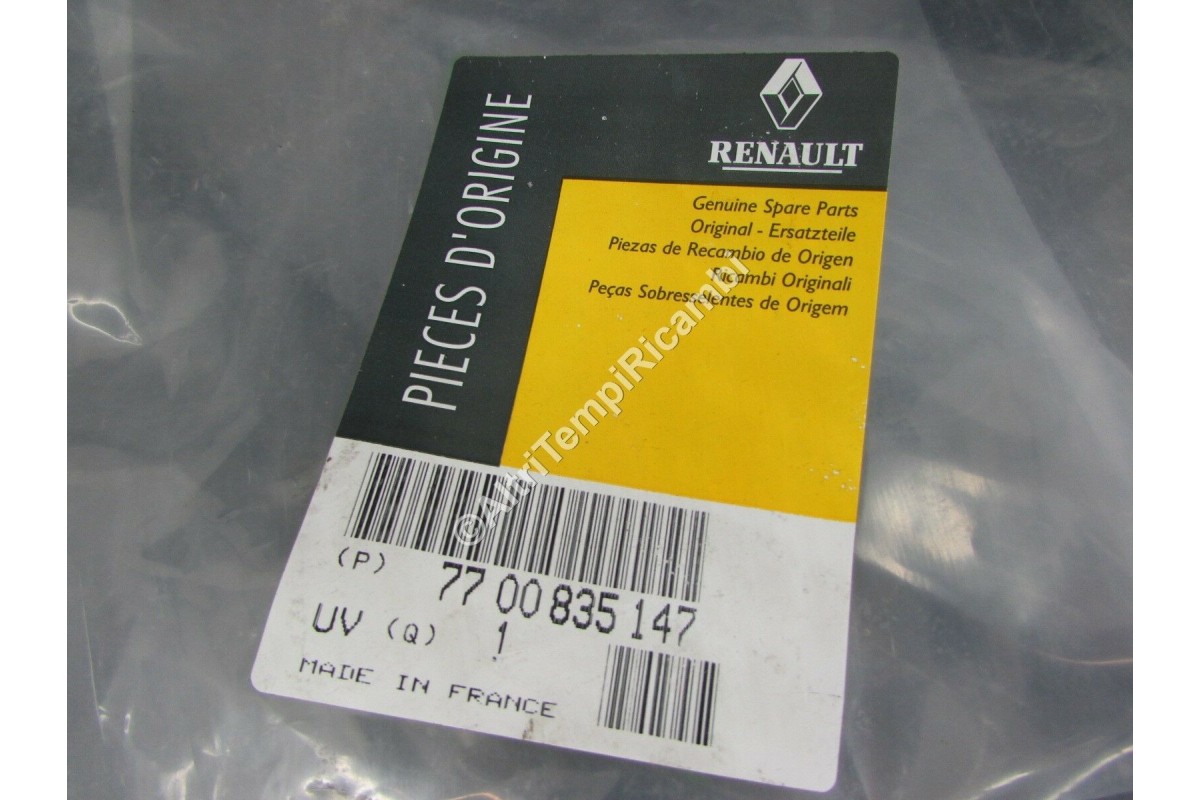 PIECES D'ORIGINE
RENAULT
Genuine Spare Parts
Original - Ersatzteile
Piezas de Recambio de Origen
Ricambi Originali
Peças Sobresselentes de Origem
©AltriTempiRicambi
(P) 77 00 835 147
UV (Q) 1
MADE IN FRANCE